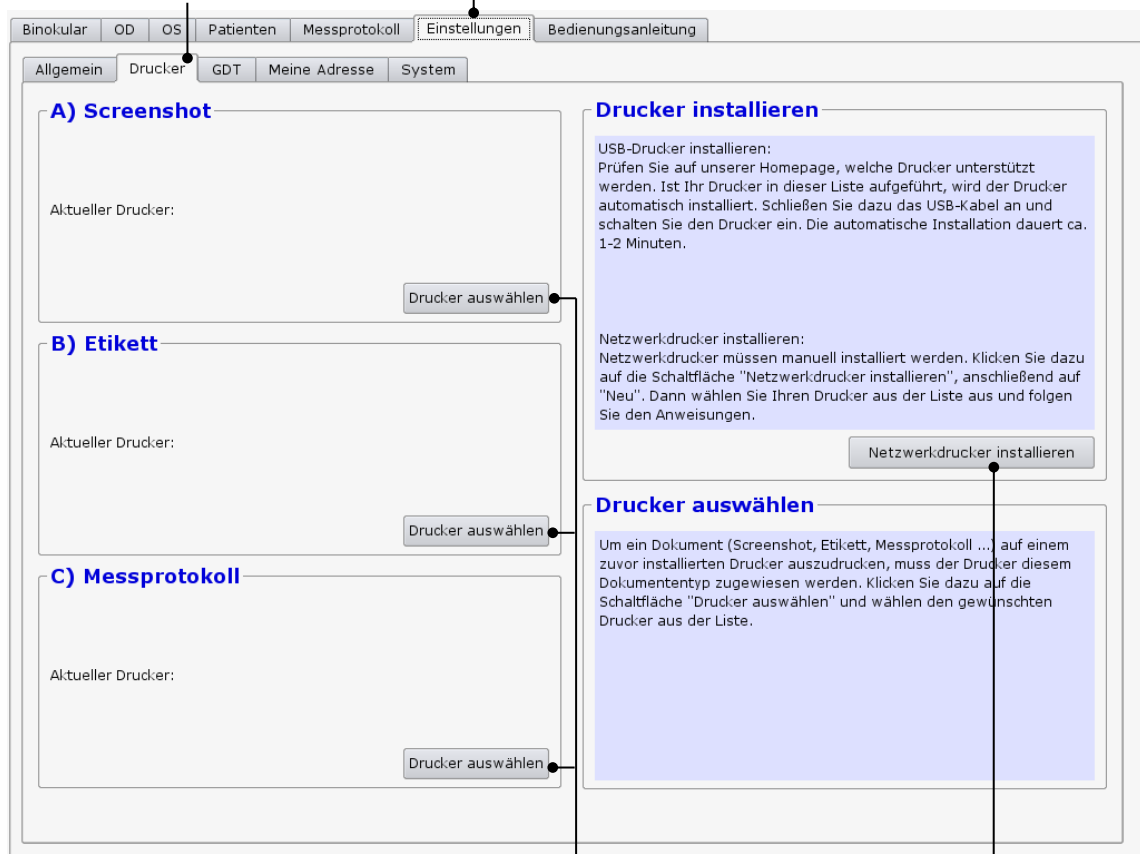 Binokular OD OS Patienten Messprotokoll Einstellungen Bedienungsanleitung
Allgemein Drucker GDT Meine Adresse System
A) Screenshot
Aktueller Drucker:
Drucker auswählen
B) Etikett
Aktueller Drucker:
Drucker auswählen
C) Messprotokoll
Aktueller Drucker:
Drucker auswählen
Drucker installieren
USB-Drucker installieren:
Prüfen Sie auf unserer Homepage, welche Drucker unterstützt
werden. Ist Ihr Drucker in dieser Liste aufgeführt, wird der Drucker
automatisch installiert. Schließen Sie dazu das USB-Kabel an und
schalten Sie den Drucker ein. Die automatische Installation dauert ca.
1-2 Minuten.
Netzwerkdrucker installieren:
Netzwerkdrucker müssen manuell installiert werden. Klicken Sie dazu
auf die Schaltfläche "Netzwerkdrucker installieren", anschließend auf
"Neu". Dann wählen Sie Ihren Drucker aus der Liste aus und folgen
Sie den Anweisungen.
Netzwerkdrucker installieren
Drucker auswählen
Um ein Dokument (Screenshot, Etikett, Messprotokoll ...) auf einem
zuvor installierten Drucker auszudrucken, muss der Drucker diesem
Dokumententyp zugewiesen werden. Klicken Sie dazu auf die
Schaltfläche "Drucker auswählen" und wählen den gewünschten
Drucker aus der Liste.